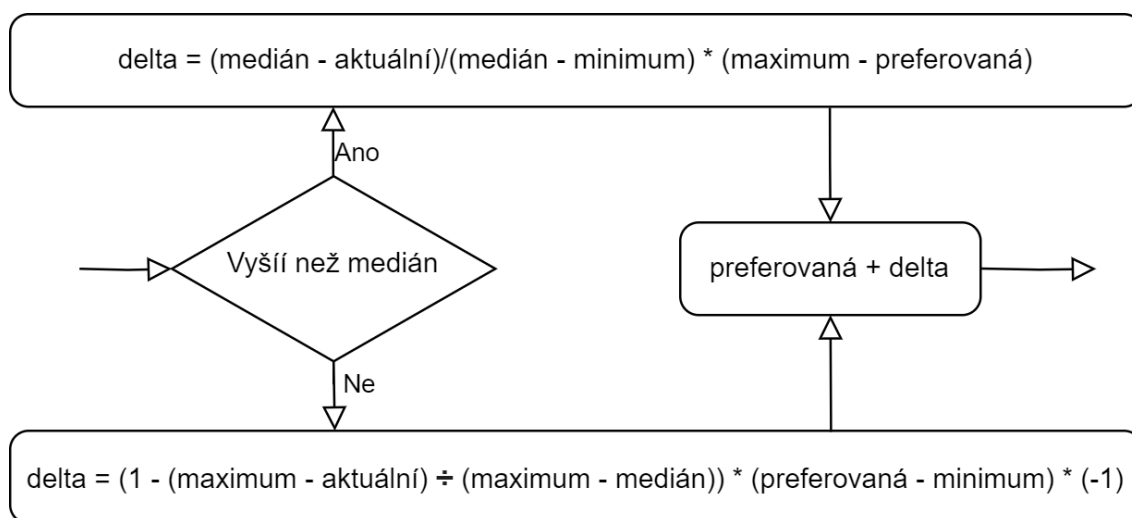 delta = (medián - aktuální)/(medián - minimum) * (maximum - preferovaná)
Ano
Vyšíí než medián
preferovaná + delta
Ne
delta = (1 - (maximum - aktuální) ÷ (maximum - medián)) * (preferovaná - minimum) * (-1)